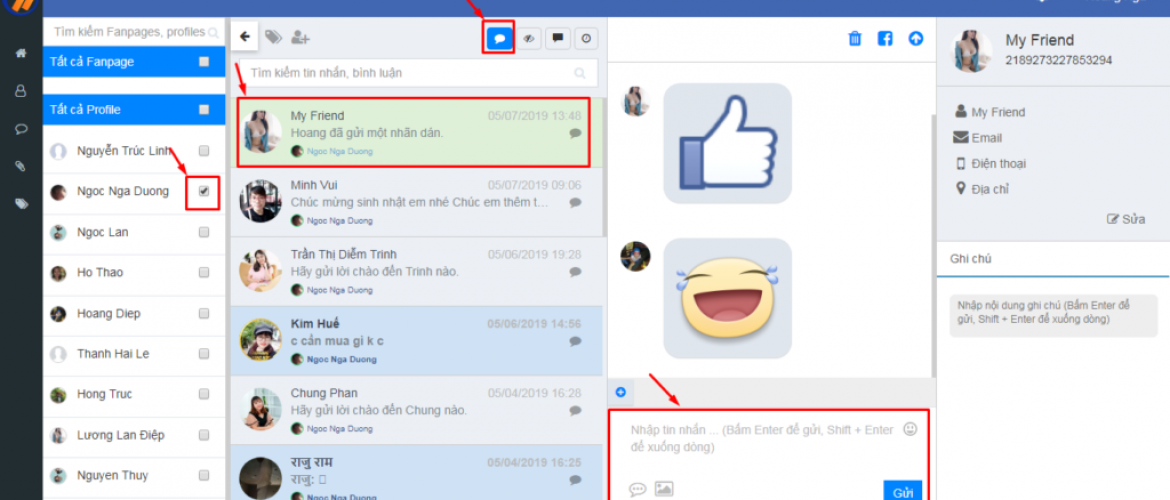 Tìm kiếm Fanpages, profiles
Tất cả Fanpage
Tất cả Profile
Nguyễn Trúc Linh
Ngoc Nga Duong
Ngoc Lan
Ho Thao
Hoang Diep
Thanh Hai Le
Hong Truc
Lương Lan Điệp
Nguyen Thuy
Tìm kiếm tin nhắn, bình luận
My Friend 05/07/2019 13:48
Hoang đã gửi một nhãn dán.
Ngoc Nga Duong
Minh Vui 05/07/2019 09:06
Chúc mừng sinh nhật em nhé Chúc em thêm t...
Ngoc Nga Duong
Trần Thị Diễm Trinh 05/06/2019 19:28
Hãy gửi lời chào đến Trinh nào.
Ngoc Nga Duong
Kim Huế 05/06/2019 14:56
c cần mua gi k c
Ngoc Nga Duong
Chung Phan 05/04/2019 16:28
Hãy gửi lời chào đến Chung nào.
Ngoc Nga Duong
राजु राम 05/04/2019 16:25
राजु:
Ngoc Nga Duong
Nhập tin nhắn ... (Bấm Enter để gửi, Shift + Enter
để xuống dòng)
Gửi
My Friend
2189273227853294
My Friend
Email
Điện thoại
Địa chỉ
Sửa
Ghi chú
Nhập nội dung ghi chú (Bấm Enter để
gửi, Shift + Enter để xuống dòng)